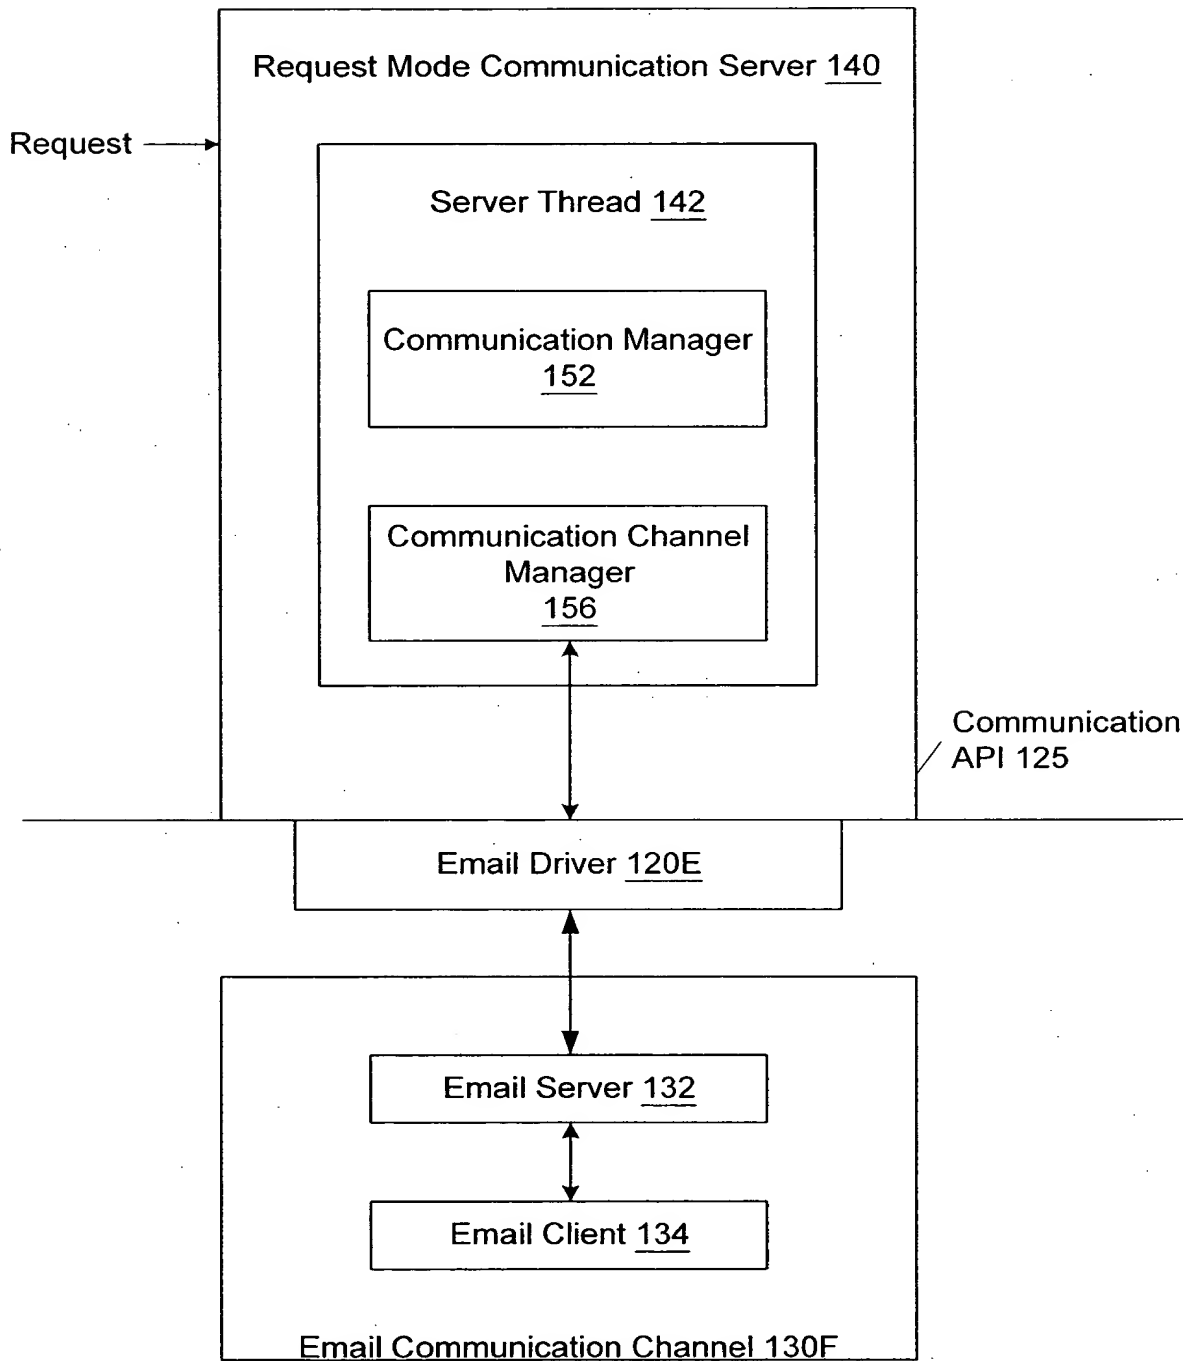 Request Mode Communication Server 140
Request
Server Thread 142
Communication Manager
152
Communication Channel
Manager
156
Communication
API 125
Email Driver 120E
Email Server 132
Email Client 134
Email Communication Channel 130F